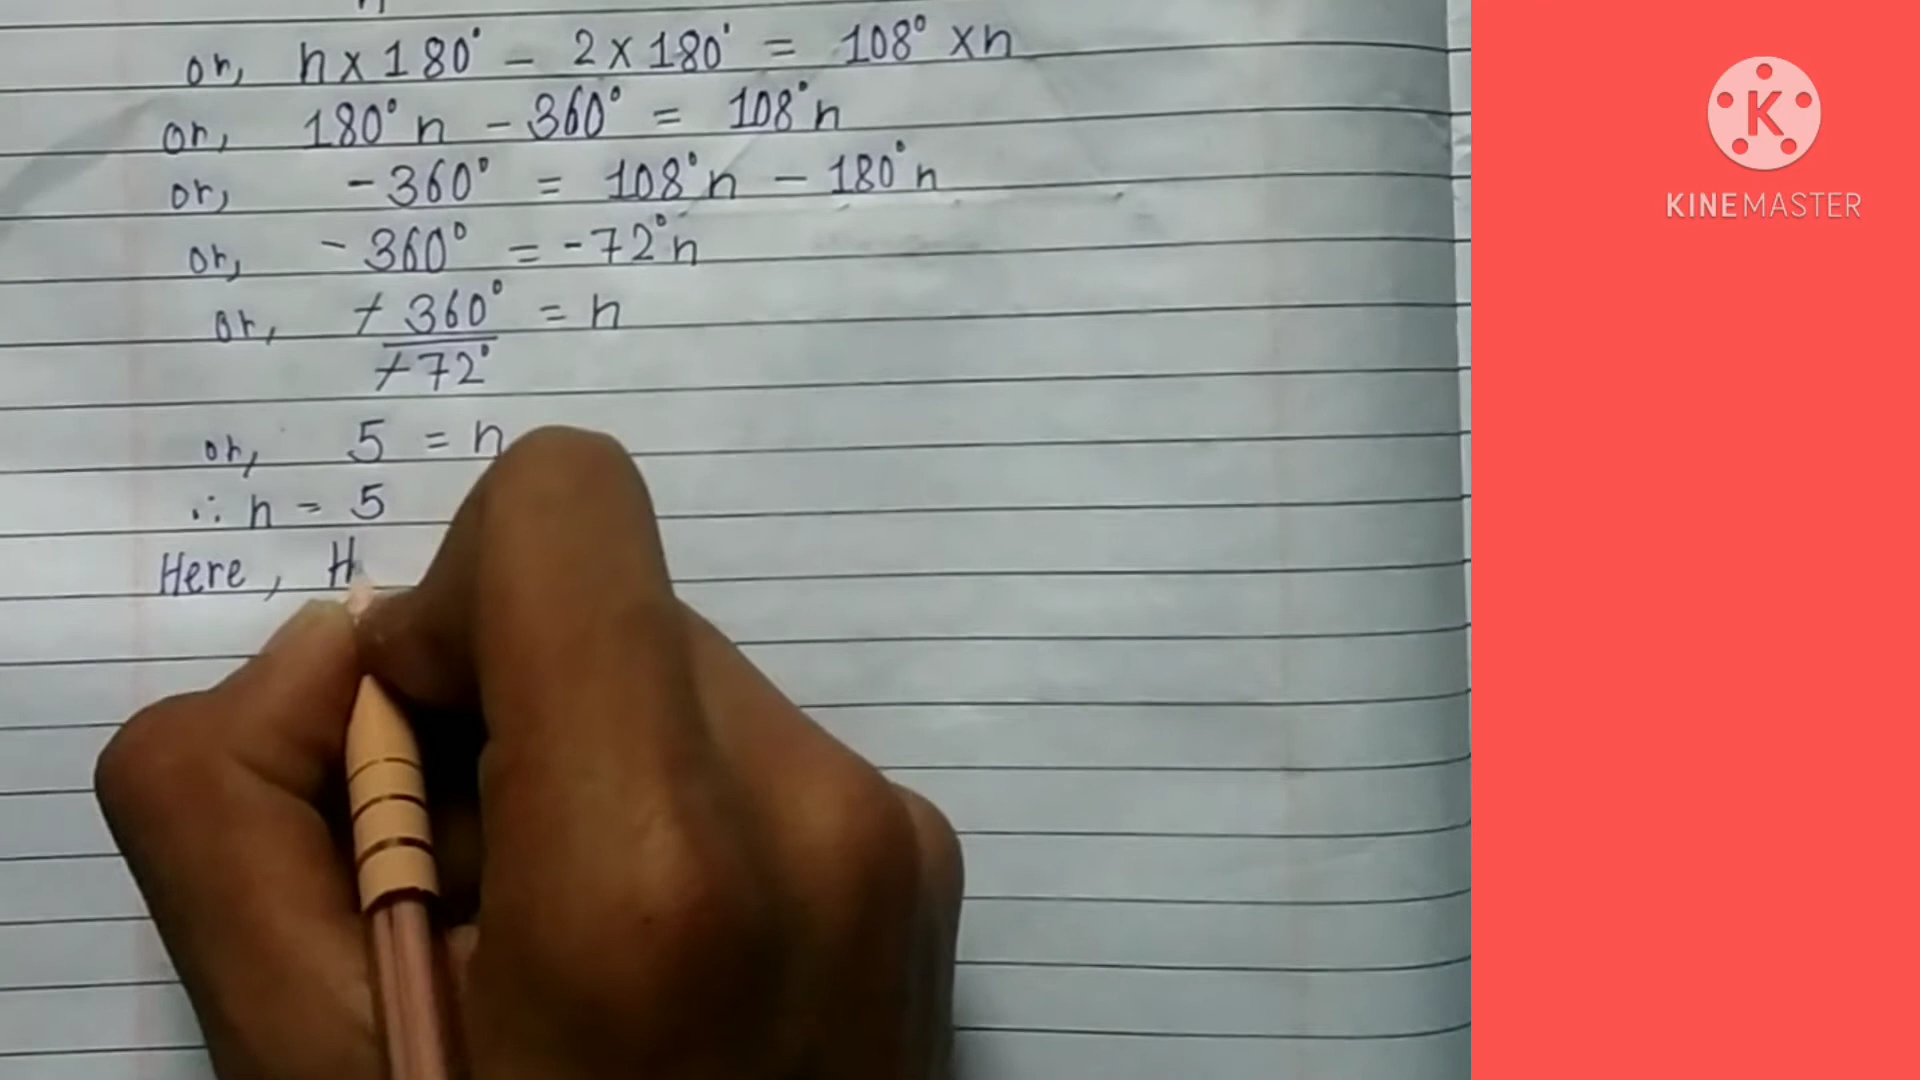 or, n × 180° - 2 × 180° = 108° × n
or, 180° n - 360° = 108° n
or, - 360° = 108° n - 180° n
or, - 360° = - 72° n
or, - 360° = n
- 72°
or, 5 = n
∴ n = 5
Here, H
K
KINEMASTER